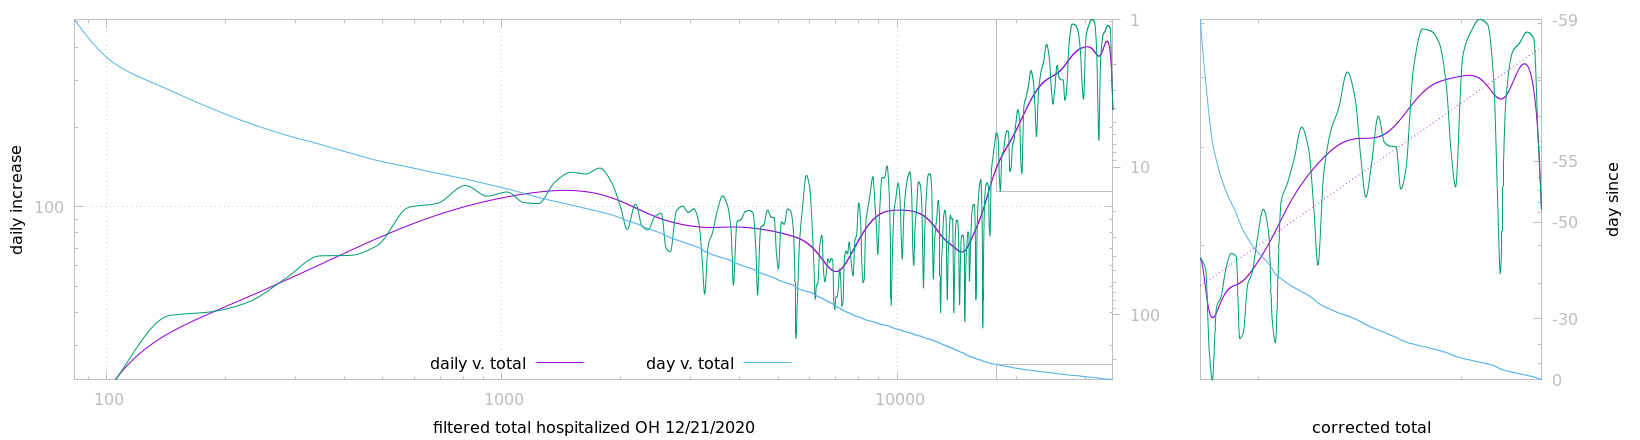 daily increase
100
daily v. total
day v. total
100
1000
10000
filtered total hospitalized OH 12/21/2020
1
10
100
-59
-55
-50
-30
0
day since
corrected total